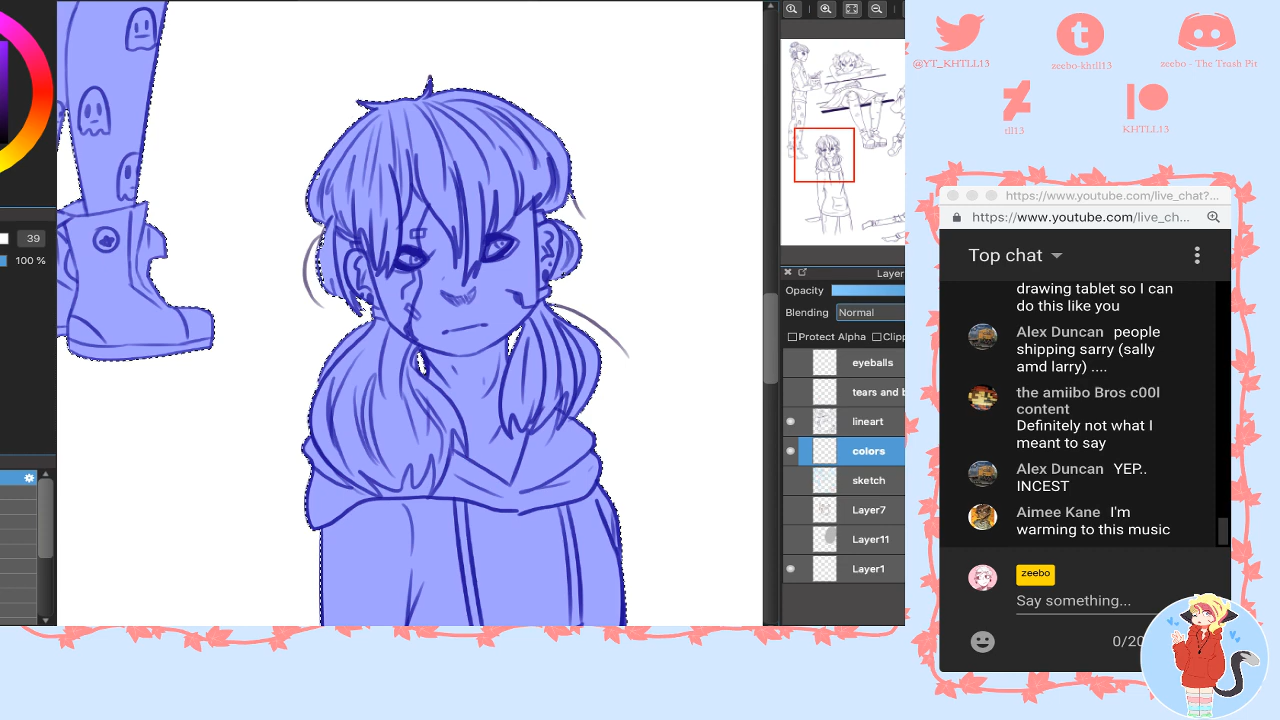 39
100 %
Layer
Opacity
Blending Normal
Protect Alpha Clipp
eyeballs
tears and b
lineart
colors
sketch
Layer7
Layer11
Layer1
@YT_KHTLL13
zeebo-khtll13
zeebo - The Trash Pit
tll13
KHTLL13
https://www.youtube.com/live_chat?...
https://www.youtube.com/live_ch...
Top chat
drawing tablet so I can
do this like you
Alex Duncan people
shipping sarry (sally
amd larry) ....
the amiibo Bros c00l
content
Definitely not what I
meant to say
Alex Duncan YEP..
INCEST
Aimee Kane I'm
warming to this music
zeebo
Say something...
0/20